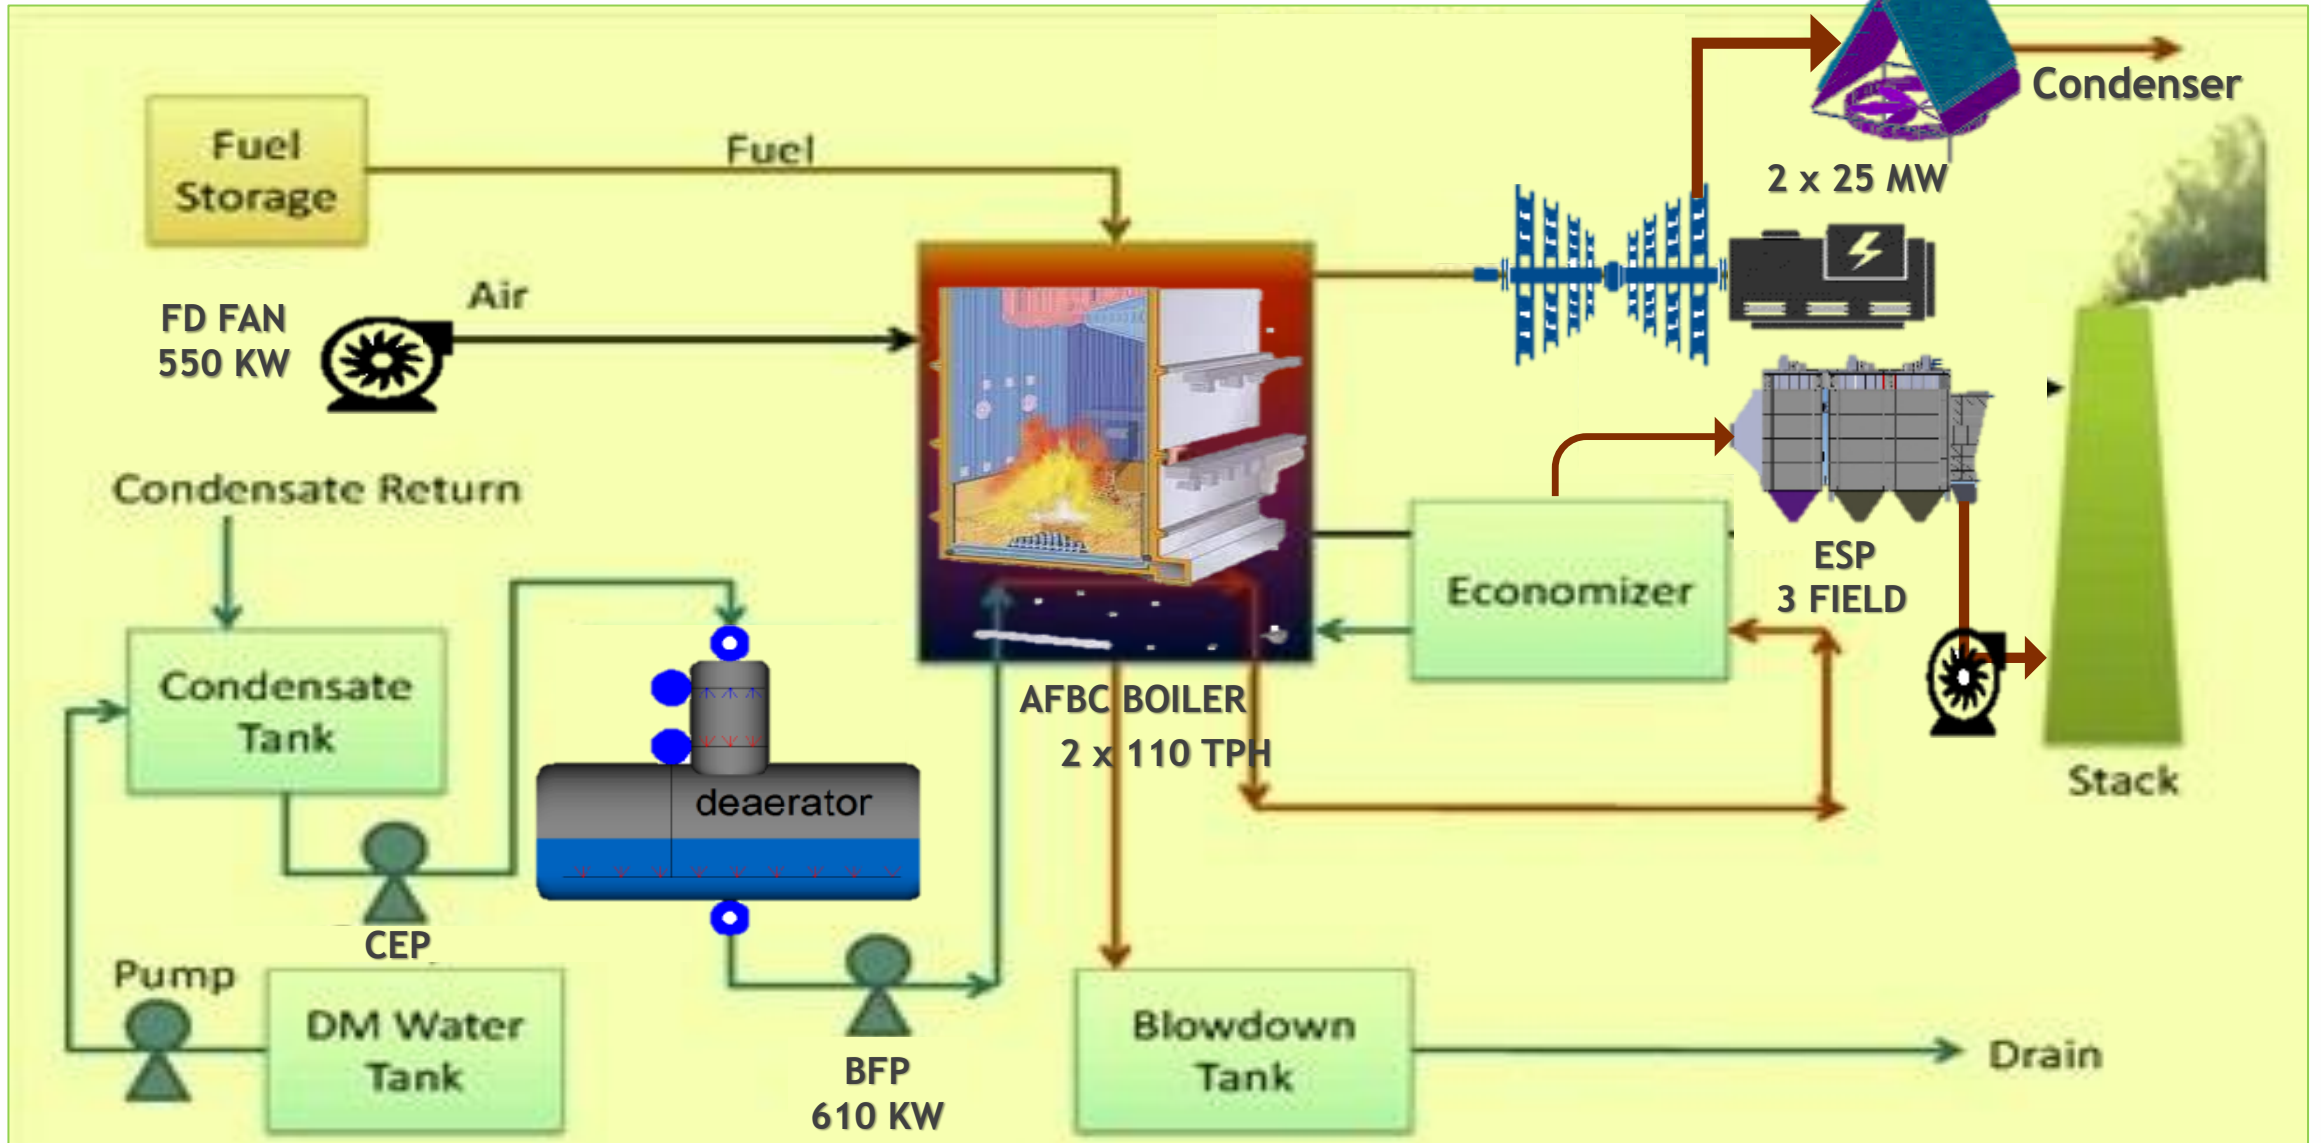 Condenser
2 x 25 MW
Fuel
Storage
Fuel
FD FAN
550 KW
Air
Condensate Return
Condensate
Tank
deaerator
AFBC BOILER
2 x 110 TPH
Economizer
ESP
3 FIELD
Stack
CEP
Pump
DM Water
Tank
BFP
610 KW
Blowdown
Tank
Drain